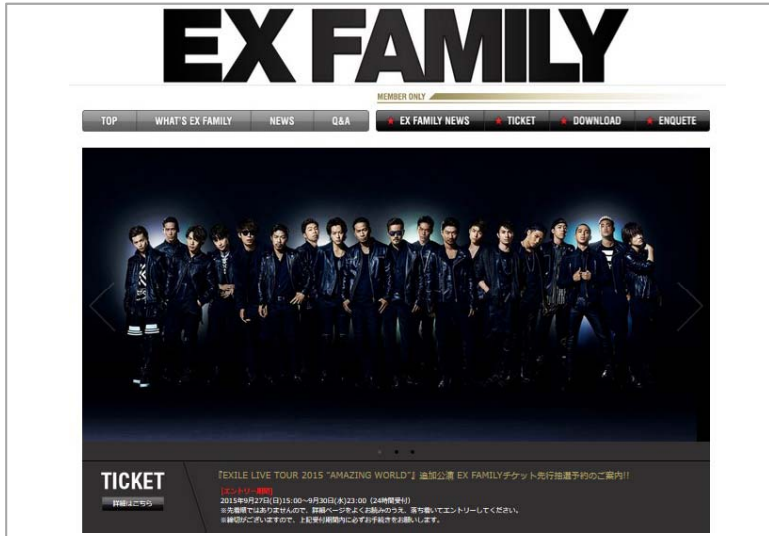 EX FAMILY
MEMBER ONLY
TOP WHAT'S EX FAMILY NEWS Q&A ★ EX FAMILY NEWS ★ TICKET ★ DOWNLOAD ★ ENQUETE
TICKET
詳細はこちら
『EXILE LIVE TOUR 2015 "AMAZING WORLD"』追加公演 EX FAMILYチケット先行抽選予約のご案内!!
[エントリー期間]
2015年9月27日(日)15:00~9月30日(水)23:00 (24時間受付)
※先着順ではありませんので、詳細ページをよくお読みのうえ、落ち着いてエントリーしてください。
※締切がございますので、上記受付期間内に必ずお手続きをお願いします。